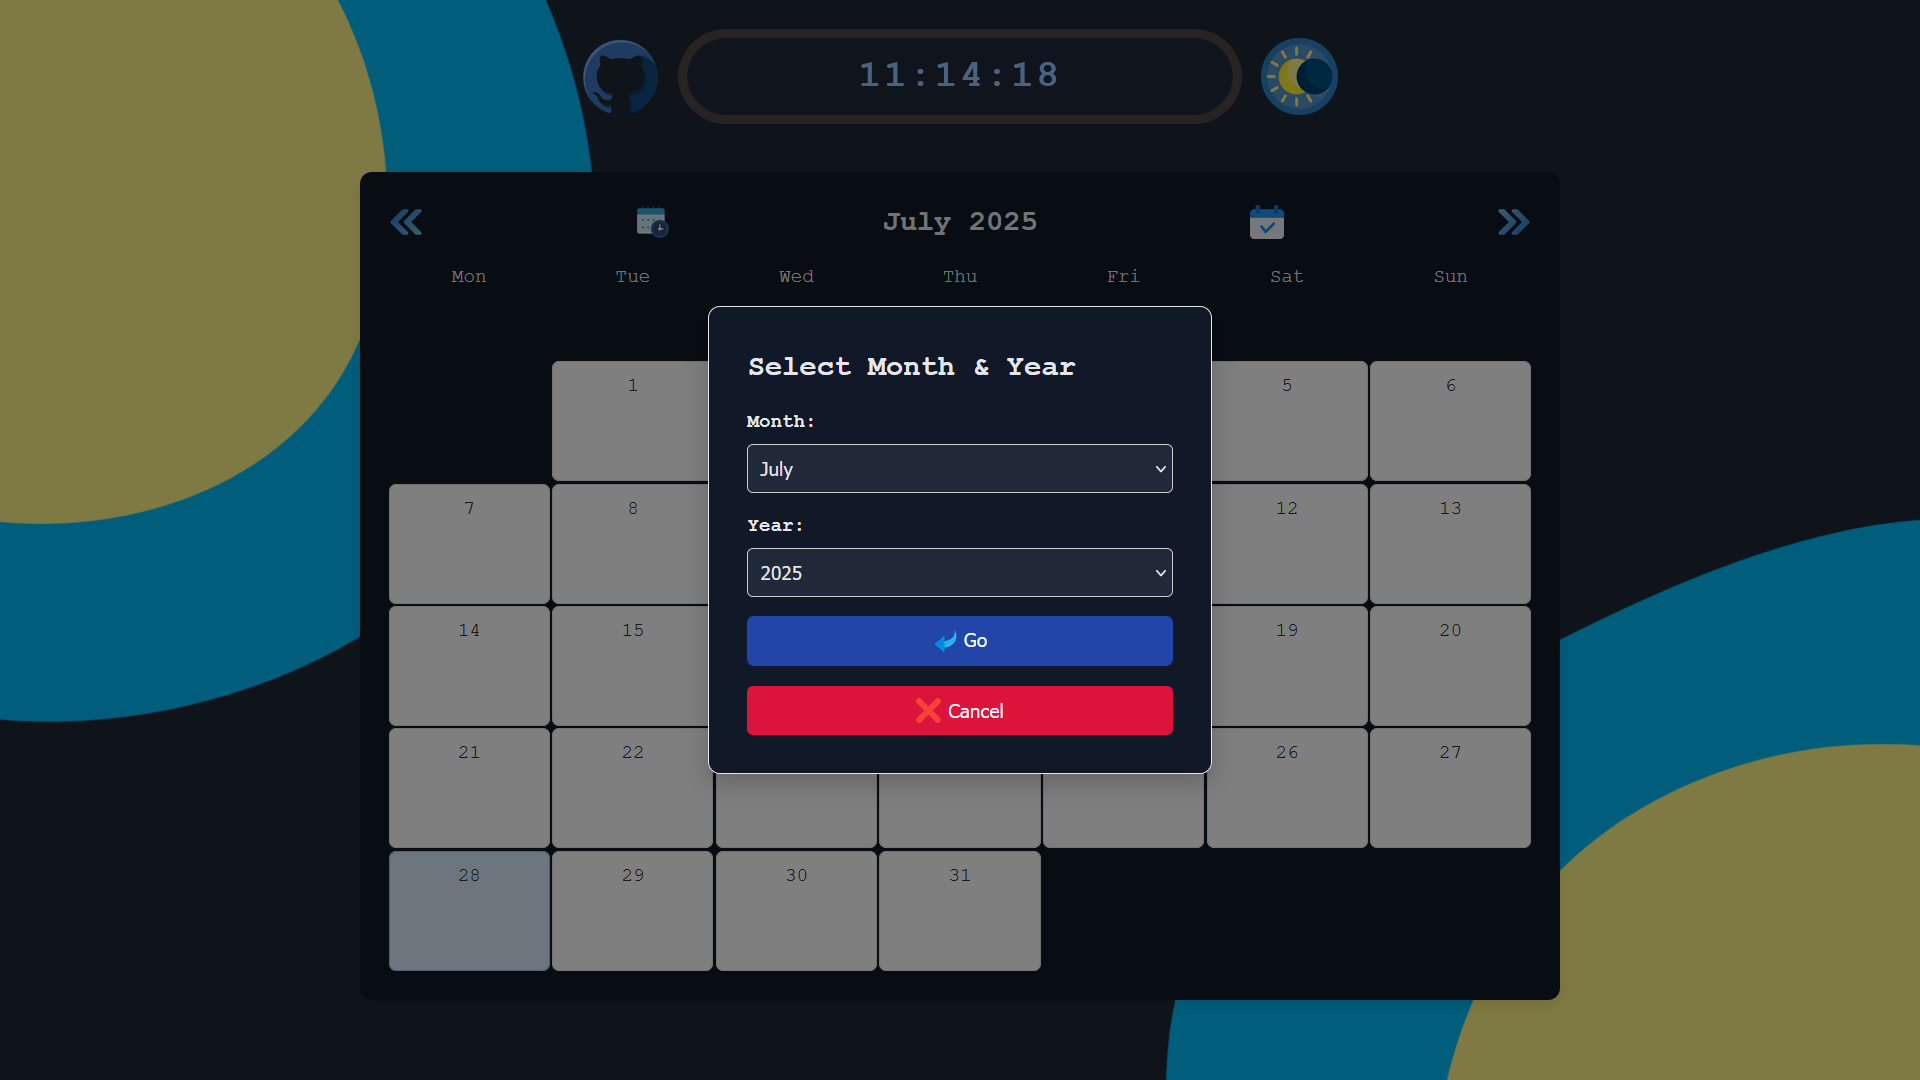 11:14:18
July 2025
Mon Tue Wed Thu Fri Sat Sun
Select Month & Year
Month:
July
Year:
2025
Go
Cancel
1 5 6
7 8 12 13
14 15 19 20
21 22 26 27
28 29 30 31